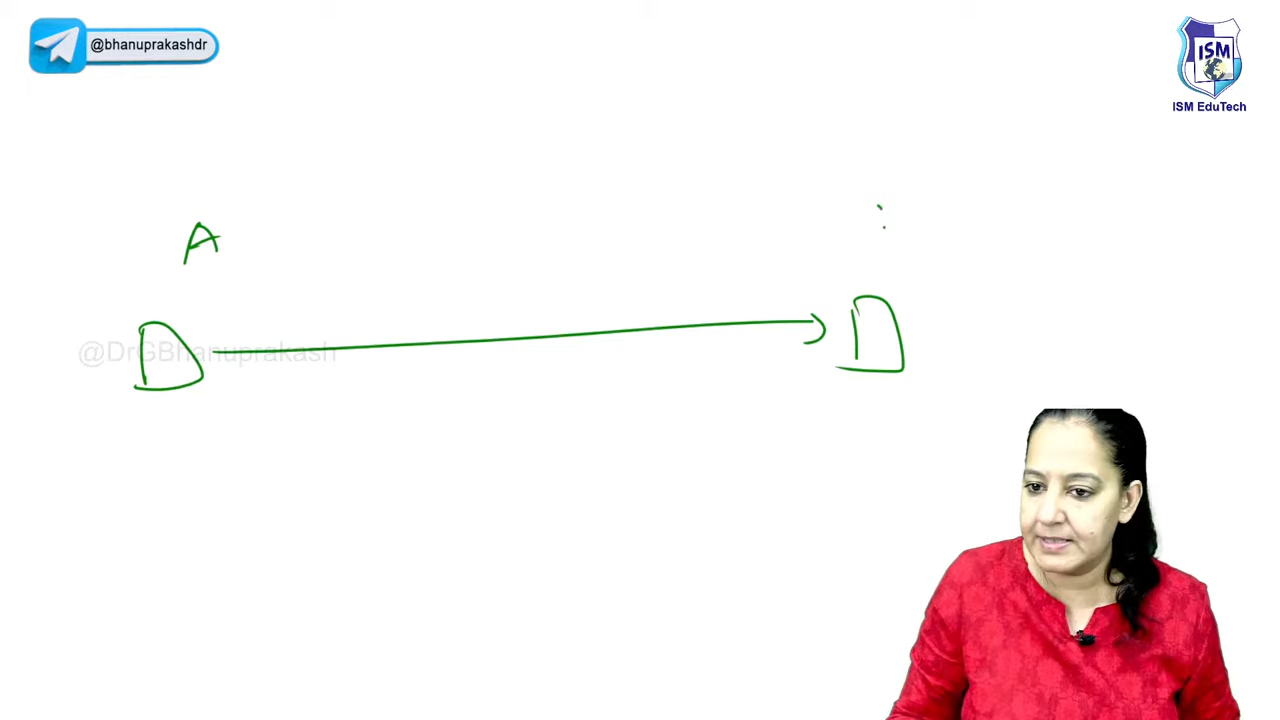 @bhanuprakashdr
ISM
ISM EduTech
A
D
D
@DrGBhanuprakash